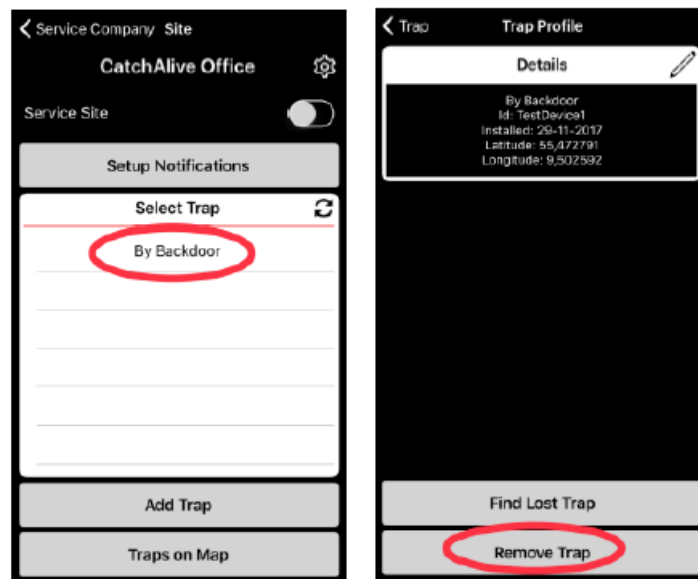 Service Company Site
CatchAlive Office
Service Site
Setup Notifications
Select Trap
By Backdoor
Add Trap
Traps on Map
Trap Trap Profile
Details
By Backdoor
Id: TestDevice1
Installed: 29-11-2017
Latitude: 55,472791
Longitude: 9,502592
Find Lost Trap
Remove Trap